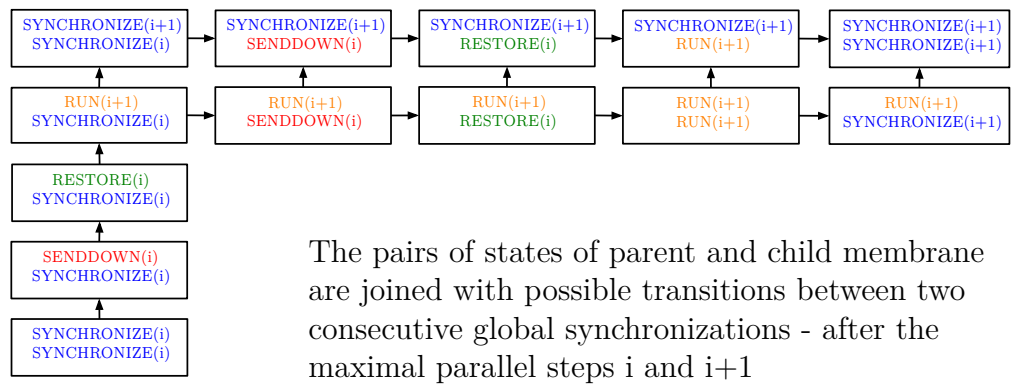 SYNCHRONIZE(i+1)
SYNCHRONIZE(i)
SYNCHRONIZE(i+1)
SENDDOWN(i)
SYNCHRONIZE(i+1)
RESTORE(i)
SYNCHRONIZE(i+1)
RUN(i+1)
SYNCHRONIZE(i+1)
SYNCHRONIZE(i+1)
RUN(i+1)
SYNCHRONIZE(i)
RUN(i+1)
SENDDOWN(i)
RUN(i+1)
RESTORE(i)
RUN(i+1)
RUN(i+1)
RUN(i+1)
SYNCHRONIZE(i+1)
RESTORE(i)
SYNCHRONIZE(i)
SENDDOWN(i)
SYNCHRONIZE(i)
SYNCHRONIZE(i)
SYNCHRONIZE(i)
The pairs of states of parent and child membrane
are joined with possible transitions between two
consecutive global synchronizations - after the
maximal parallel steps i and i+1